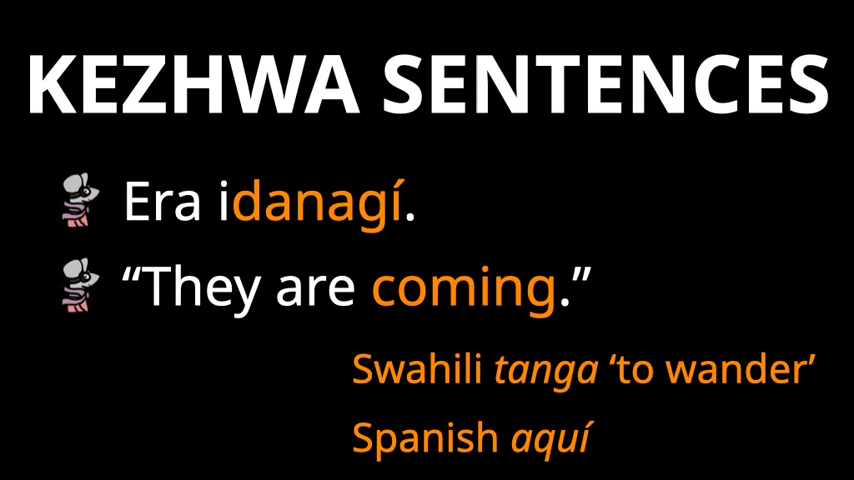 KEZHWA SENTENCES
Era idanagí.
“They are coming.”
Swahili tanga ‘to wander’
Spanish aquí